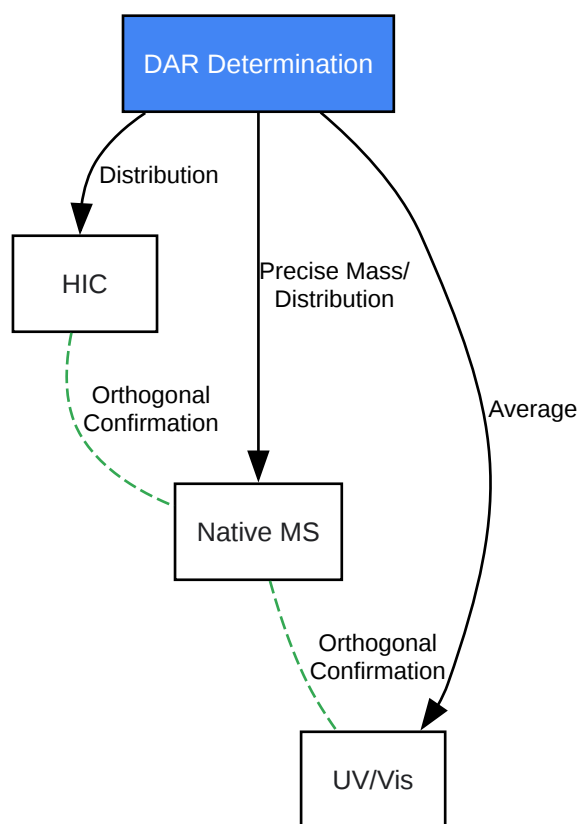 DAR Determination
Distribution
HIC
Precise Mass/
Distribution
Orthogonal
Confirmation
Average
Native MS
Orthogonal
Confirmation
UV/Vis